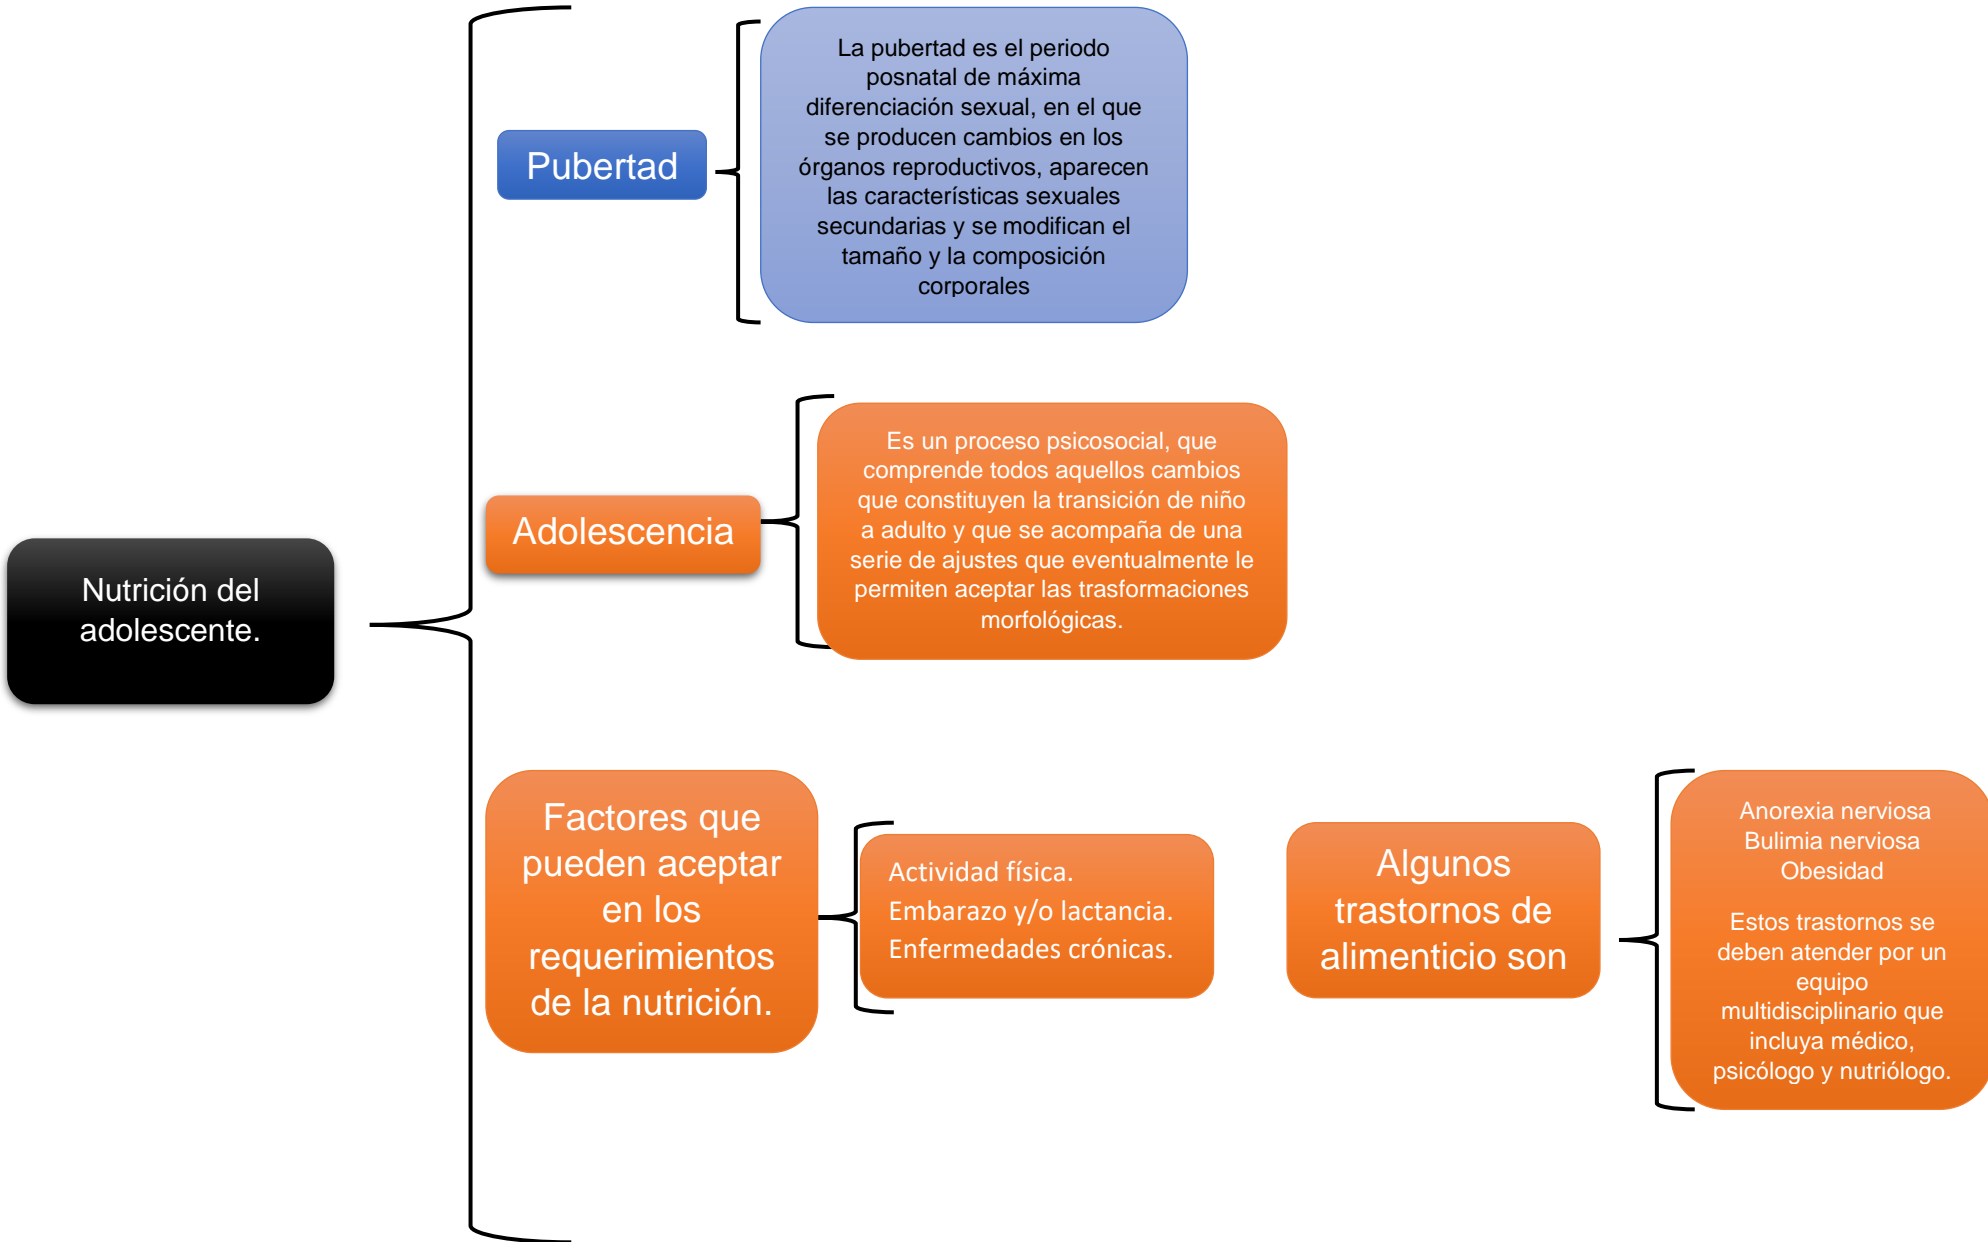 Nutrición del
adolescente.
Pubertad
La pubertad es el periodo
posnatal de máxima
diferenciación sexual, en el que
se producen cambios en los
órganos reproductivos, aparecen
las características sexuales
secundarias y se modifican el
tamaño y la composición
corporales
Adolescencia
Es un proceso psicosocial, que
comprende todos aquellos cambios
que constituyen la transición de niño
a adulto y que se acompaña de una
serie de ajustes que eventualmente le
permiten aceptar las trasformaciones
morfológicas.
Factores que
pueden aceptar
en los
requerimientos
de la nutrición.
Actividad física.
Embarazo y/o lactancia.
Enfermedades crónicas.
Algunos
trastornos de
alimenticio son
Anorexia nerviosa
Bulimia nerviosa
Obesidad
Estos trastornos se
deben atender por un
equipo
multidisciplinario que
incluya médico,
psicólogo y nutriólogo.